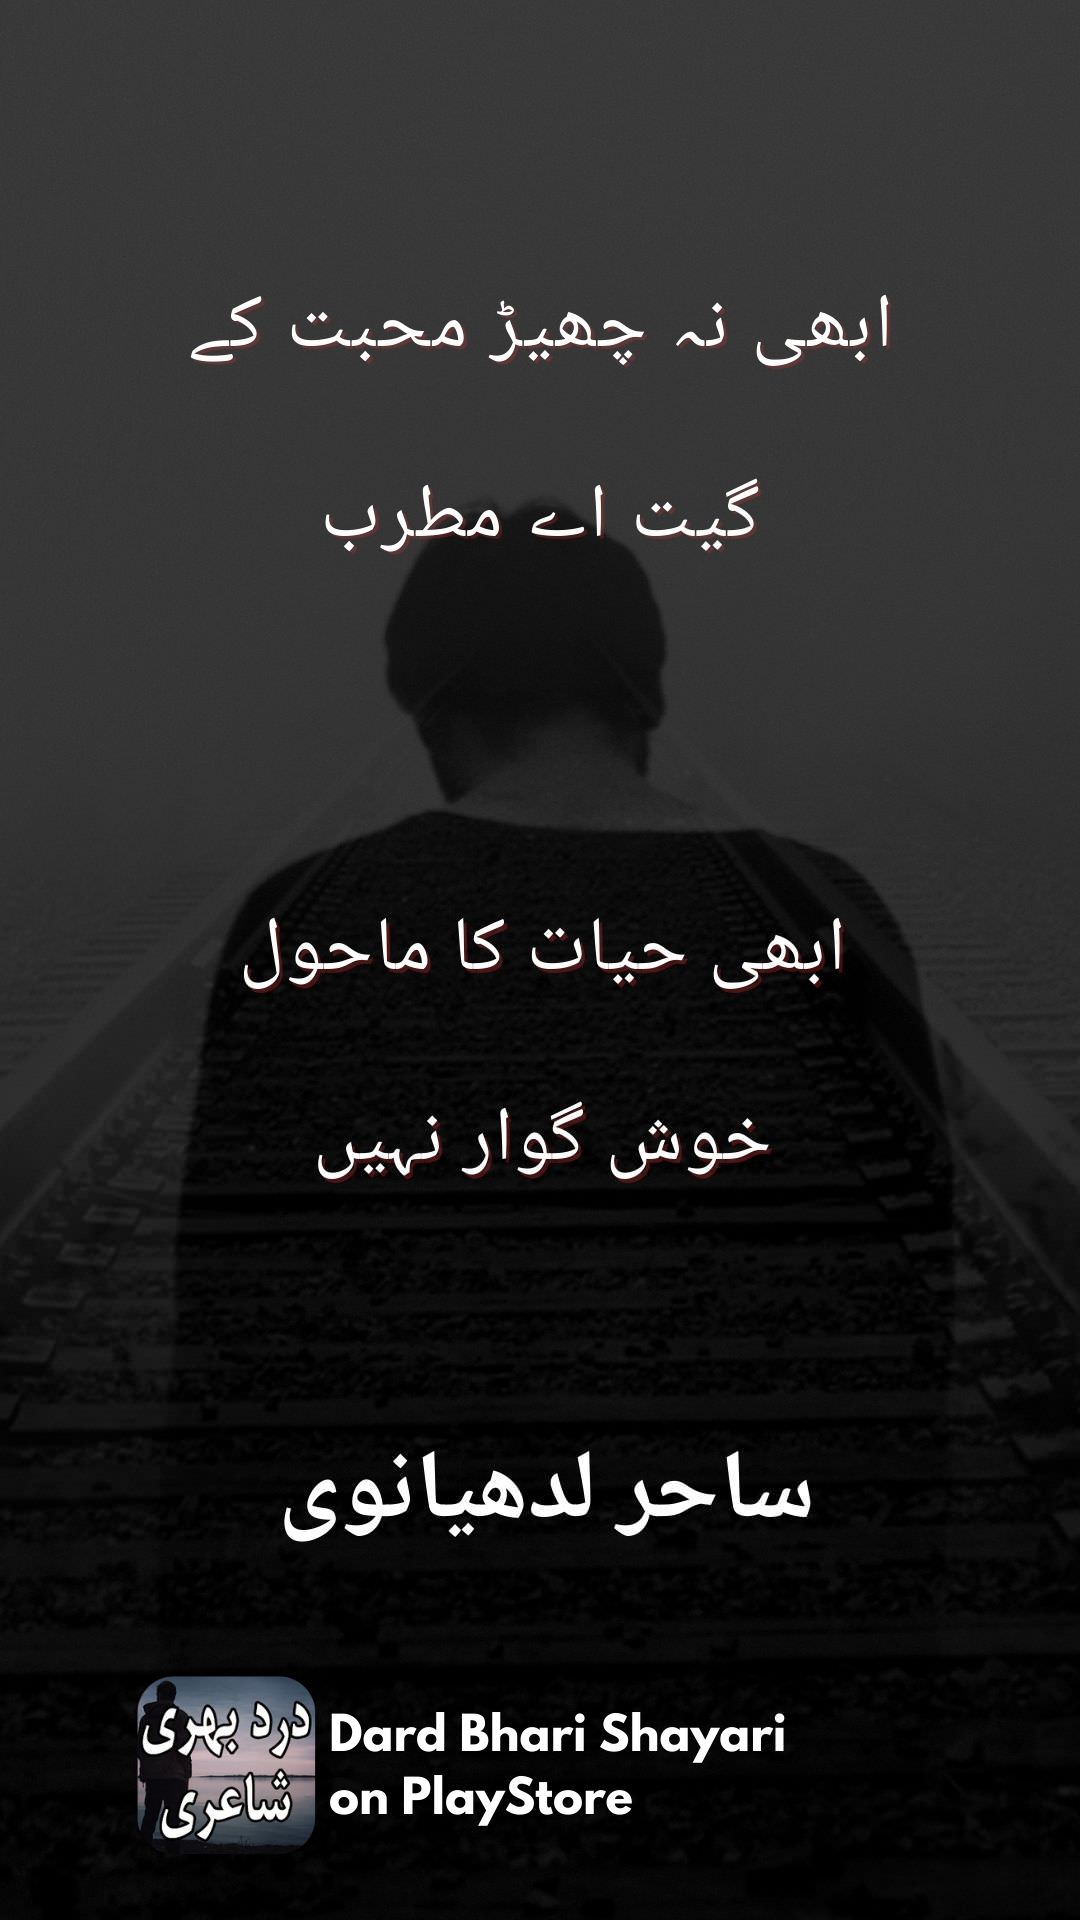 ابھی نہ چھیڑ محبت کے
گیت اے مطرب
ابھی حیات کا ماحول
خوش گوار نہیں
ساحر لدھیانوی
درد بھری
شاعری
Dard Bhari Shayari
on PlayStore